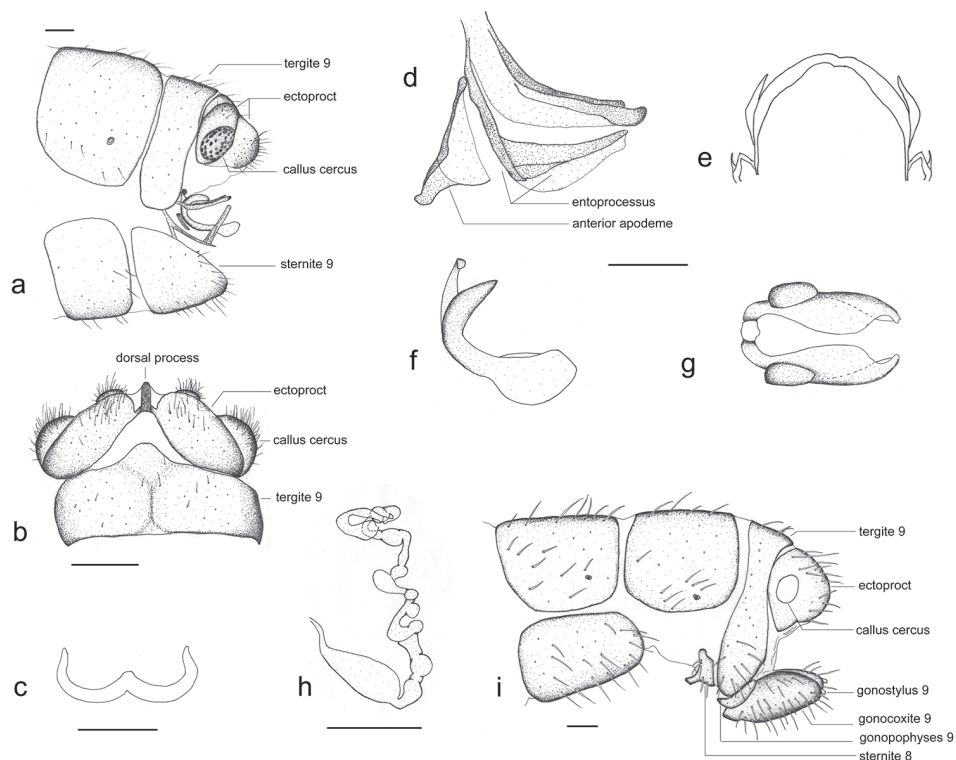 tergite 9
ectoproct
callus cercus
sternite 9
a
dorsal process
ectoproct
callus cercus
tergite 9
b
c
d
entoprocessus
anterior apodeme
e
f
g
h
tergite 9
ectoproct
callus cercus
gonostylus 9
gonocoxite 9
gonopophyses 9
sternite 8
i